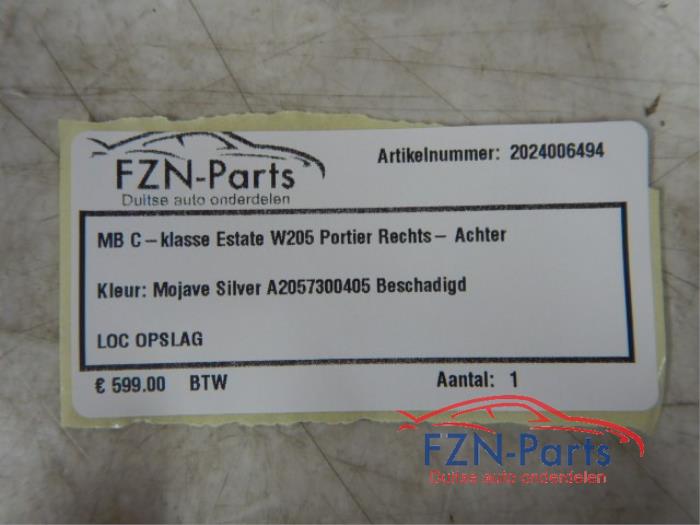 FZN-Parts
Duitse auto onderdelen
Artikelnummer: 2024006494
MB C-klasse Estate W205 Portier Rechts- Achter
Kleur: Mojave Silver A2057300405 Beschadigd
LOC OPSLAG
€ 599.00 BTW Aantal: 1
FZN-Parts
Duitse auto onderdelen